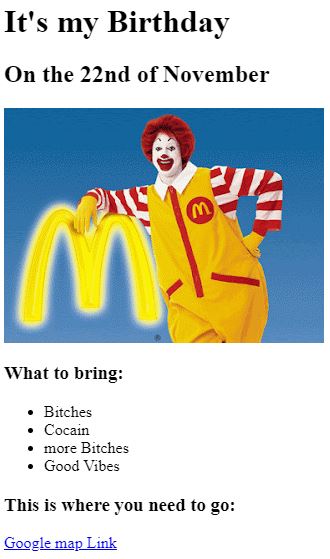 It's my Birthday
On the 22nd of November
What to bring:
Bitches
Cocain
more Bitches
Good Vibes
This is where you need to go:
Google map Link